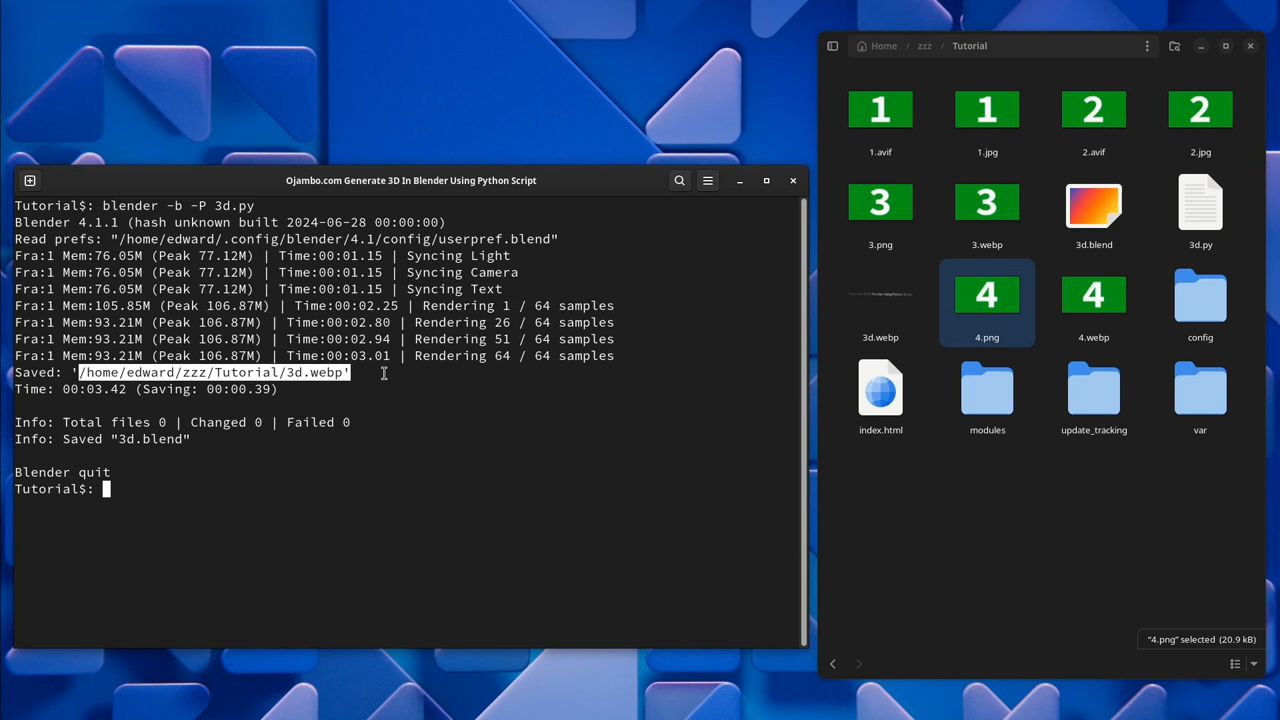 Ojambo.com Generate 3D In Blender Using Python Script
Tutorial$: blender -b -P 3d.py
Blender 4.1.1 (hash unknown built 2024-06-28 00:00:00)
Read prefs: "/home/edward/.config/blender/4.1/config/userpref.blend"
Fra:1 Mem:76.05M (Peak 77.12M) | Time:00:01.15 | Syncing Light
Fra:1 Mem:76.05M (Peak 77.12M) | Time:00:01.15 | Syncing Camera
Fra:1 Mem:76.05M (Peak 77.12M) | Time:00:01.15 | Syncing Text
Fra:1 Mem:105.85M (Peak 106.87M) | Time:00:02.25 | Rendering 1 / 64 samples
Fra:1 Mem:93.21M (Peak 106.87M) | Time:00:02.80 | Rendering 26 / 64 samples
Fra:1 Mem:93.21M (Peak 106.87M) | Time:00:02.94 | Rendering 51 / 64 samples
Fra:1 Mem:93.21M (Peak 106.87M) | Time:00:03.01 | Rendering 64 / 64 samples
Saved: '/home/edward/zzz/Tutorial/3d.webp'
Time: 00:03.42 (Saving: 00:00.39)
Info: Total files 0 | Changed 0 | Failed 0
Info: Saved "3d.blend"
Blender quit
Tutorial$:
Home / zzz / Tutorial
1 1 2 2
1.avif 1.jpg 2.avif 2.jpg
3 3
3.png 3.webp 3d.blend 3d.py
4 4
3d.webp 4.png 4.webp config
index.html modules update_tracking var
"4.png" selected (20.9 kB)